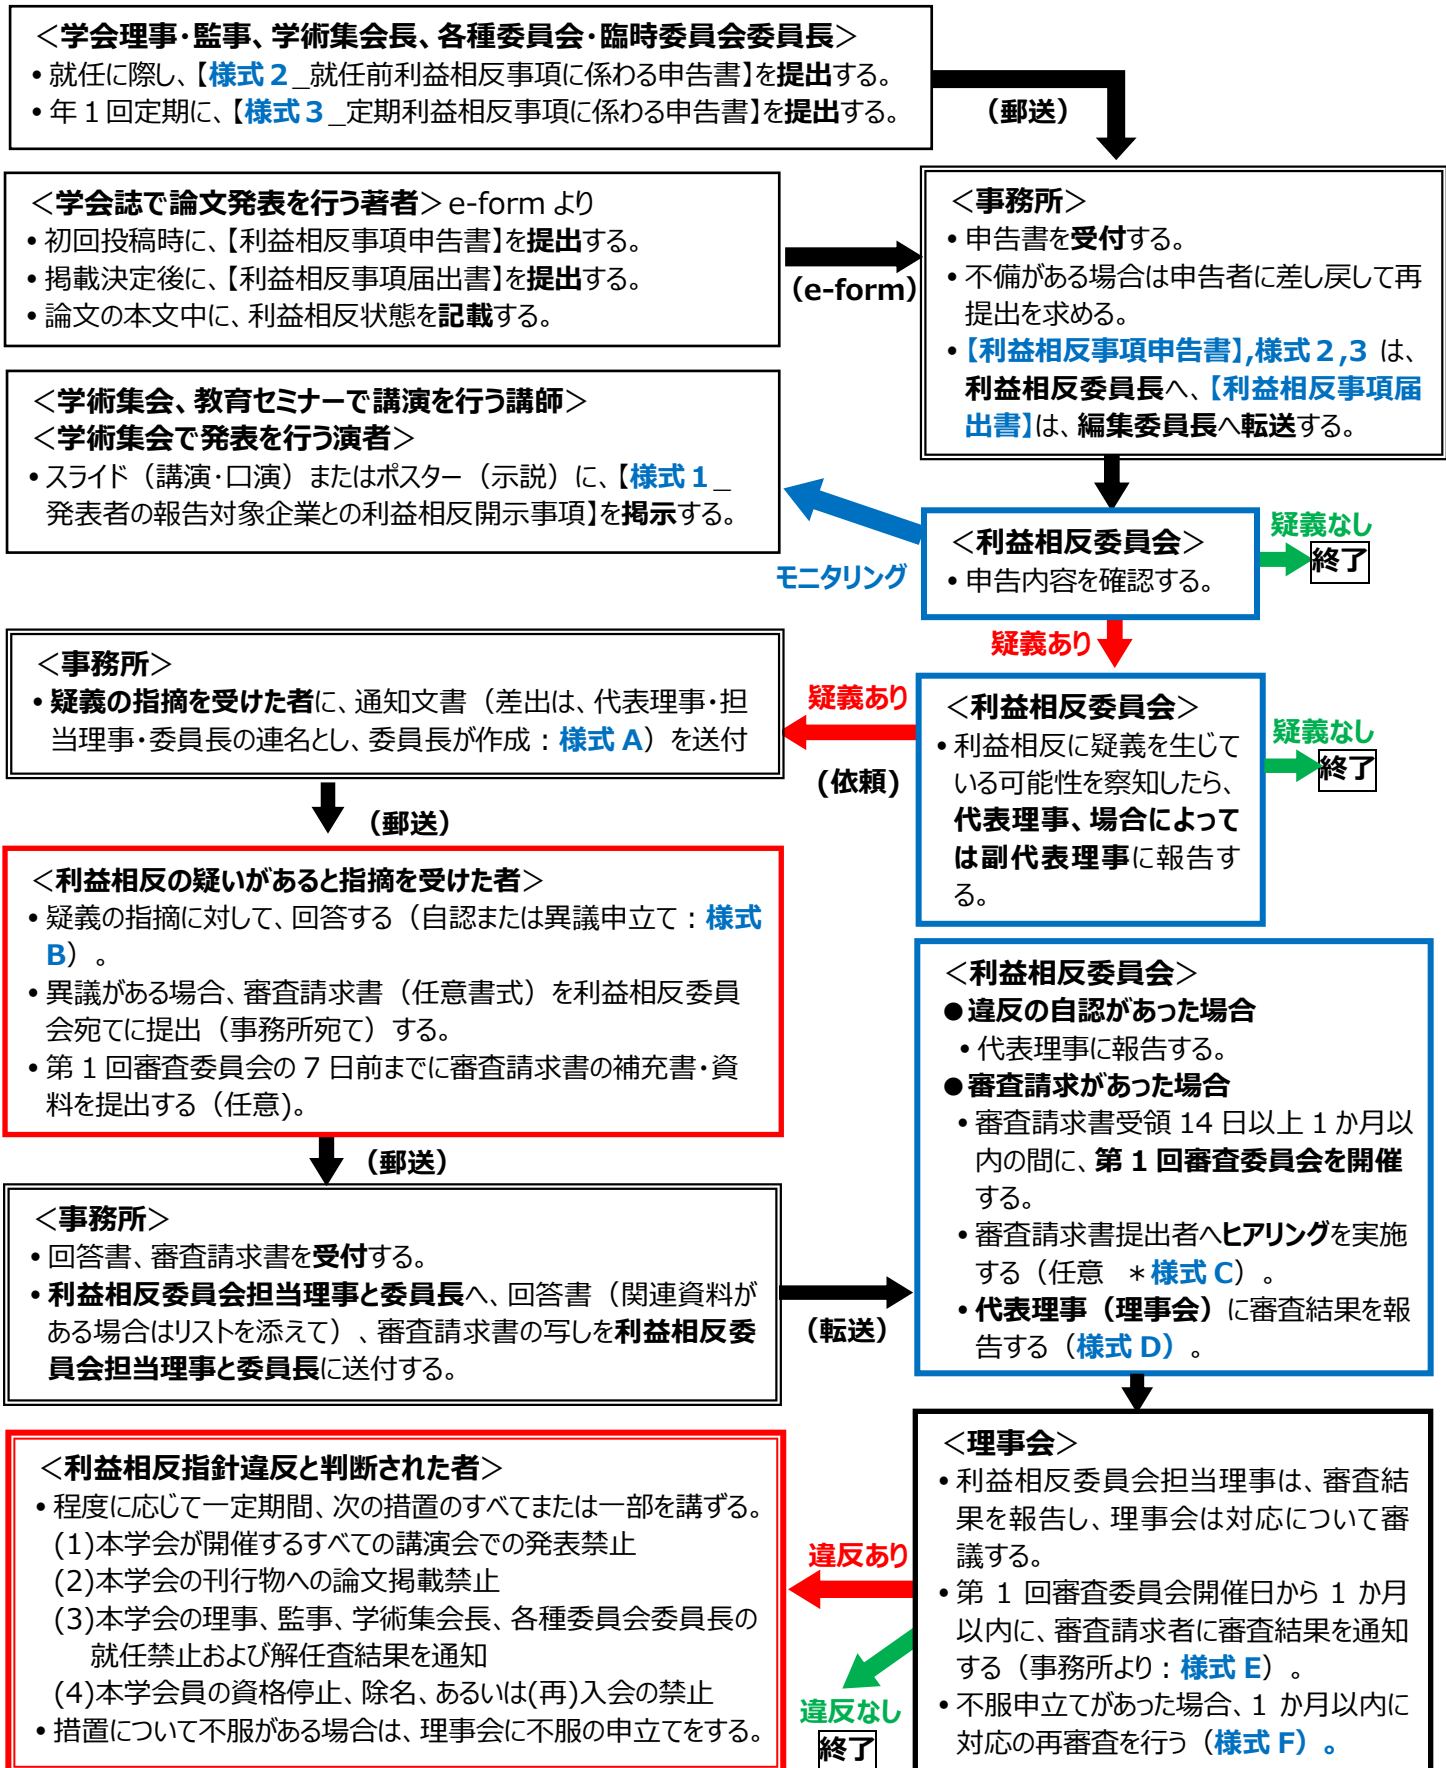 ＜学会理事・監事、学術集会長、各種委員会・臨時委員会委員長＞
• 就任に際し、【様式２_就任前利益相反事項に係わる申告書】を提出する。
• 年１回定期に、【様式３_定期利益相反事項に係わる申告書】を提出する。
（郵送）
＜学会誌で論文発表を行う著者＞e-form より
• 初回投稿時に、【利益相反事項申告書】を提出する。
• 掲載決定後に、【利益相反事項届出書】を提出する。
• 論文の本文中に、利益相反状態を記載する。
（e-form）
＜事務所＞
• 申告書を受付する。
• 不備がある場合は申告者に差し戻して再
提出を求める。
• 【利益相反事項申告書】,様式２,３ は、
利益相反委員長へ、【利益相反事項届
出書】は、編集委員長へ転送する。
＜学術集会、教育セミナーで講演を行う講師＞
＜学術集会で発表を行う演者＞
• スライド（講演・口演）またはポスター（示説）に、【様式１_
発表者の報告対象企業との利益相反開示事項】を掲示する。
モニタリング
＜利益相反委員会＞
• 申告内容を確認する。
疑義なし
終了
疑義あり
＜利益相反委員会＞
• 利益相反に疑義を生じて
いる可能性を察知したら、
代表理事、場合によって
は副代表理事に報告す
る。
疑義なし
終了
疑義あり
(依頼)
＜事務所＞
• 疑義の指摘を受けた者に、通知文書（差出は、代表理事・担
当理事・委員長の連名とし、委員長が作成：様式 A）を送付
（郵送）
＜利益相反の疑いがあると指摘を受けた者＞
• 疑義の指摘に対して、回答する（自認または異議申立て：様式
B）。
• 異議がある場合、審査請求書（任意書式）を利益相反委員
会宛てに提出（事務所宛て）する。
• 第 1 回審査委員会の 7 日前までに審査請求書の補充書・資
料を提出する（任意)。
（郵送）
＜事務所＞
• 回答書、審査請求書を受付する。
• 利益相反委員会担当理事と委員長へ、回答書（関連資料が
ある場合はリストを添えて）、審査請求書の写しを利益相反委
員会担当理事と委員長に送付する。
（転送）
＜利益相反委員会＞
●違反の自認があった場合
• 代表理事に報告する。
●審査請求があった場合
• 審査請求書受領 14 日以上 1 か月以
内の間に、第 1 回審査委員会を開催
する。
• 審査請求書提出者へヒアリングを実施
する（任意　＊様式 C）。
• 代表理事（理事会）に審査結果を報
告する（様式 D）。
＜理事会＞
• 利益相反委員会担当理事は、審査結
果を報告し、理事会は対応について審
議する。
• 第 1 回審査委員会開催日から 1 か月
以内に、審査請求者に審査結果を通知
する（事務所より：様式 E）。
• 不服申立てがあった場合、1 か月以内に
対応の再審査を行う（様式 F）。
違反あり
違反なし
終了
＜利益相反指針違反と判断された者＞
• 程度に応じて一定期間、次の措置のすべてまたは一部を講ずる。
(1)本学会が開催するすべての講演会での発表禁止
(2)本学会の刊行物への論文掲載禁止
(3)本学会の理事、監事、学術集会長、各種委員会委員長の
就任禁止および解任査結果を通知
(4)本学会員の資格停止、除名、あるいは(再)入会の禁止
• 措置について不服がある場合は、理事会に不服の申立てをする。